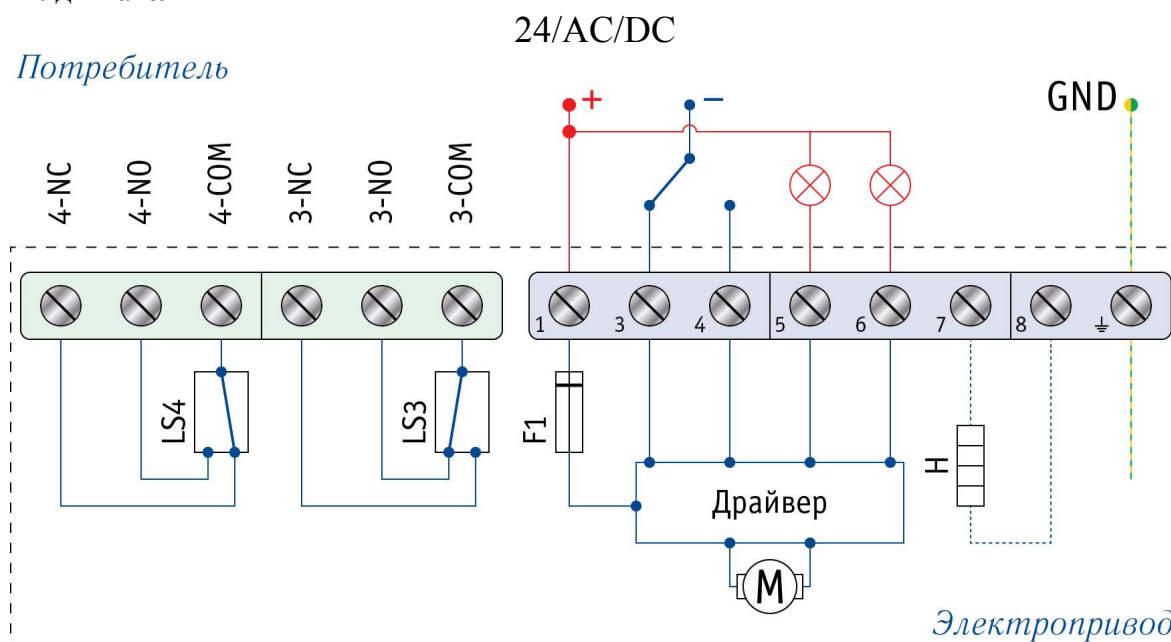 24/AC/DC
Потребитель
+ −
GND
4-NC 4-NO 4-COM 3-NC 3-NO 3-COM
1 3 4 5 6 7 8
LS4 LS3 F1 H
Драйвер
M
Электропривод